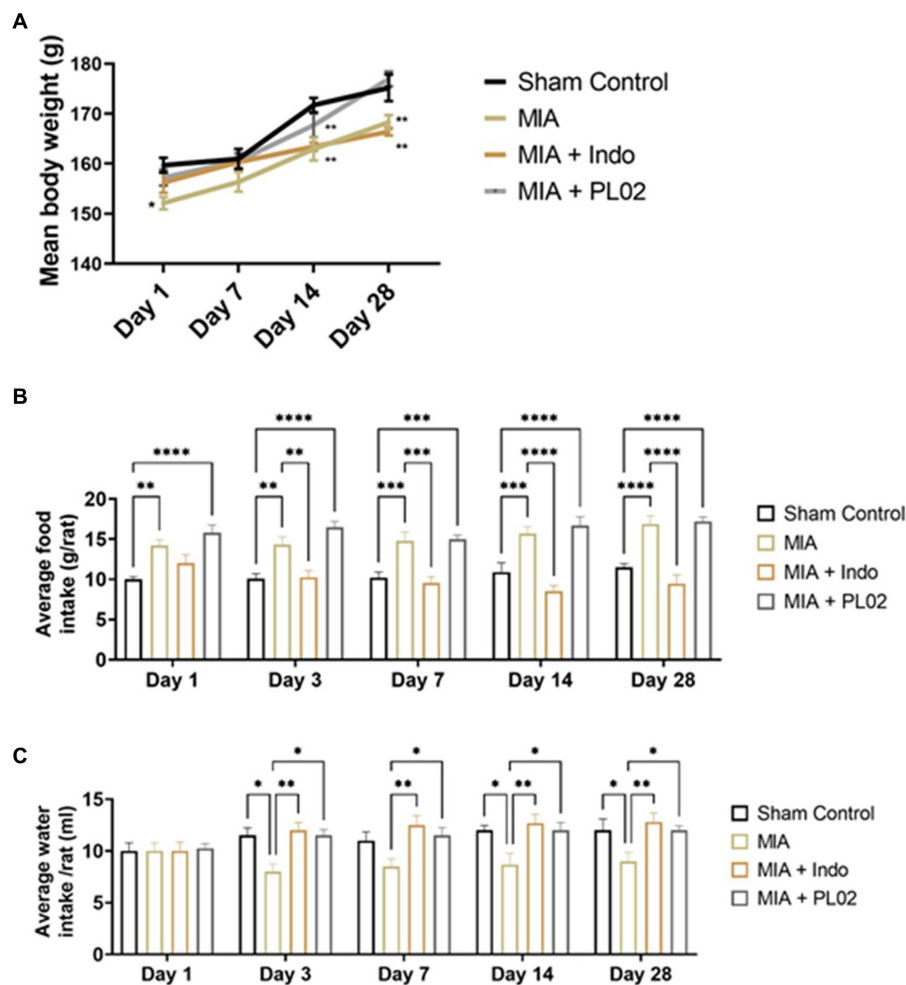 A
Mean body weight (g)
180
170
160
150
140
**
**
**
**
*
Day 1
Day 7
Day 14
Day 28
Sham Control
MIA
MIA + Indo
MIA + PL02
B
Average food
intake (g/rat)
20
15
10
5
0
****
**
****
**
**
***
***
***
****
****
***
****
****
****
Day 1
Day 3
Day 7
Day 14
Day 28
Sham Control
MIA
MIA + Indo
MIA + PL02
C
Average water
intake /rat (ml)
15
10
5
0
*
*
**
*
**
*
*
**
*
*
**
Day 1
Day 3
Day 7
Day 14
Day 28
Sham Control
MIA
MIA + Indo
MIA + PL02